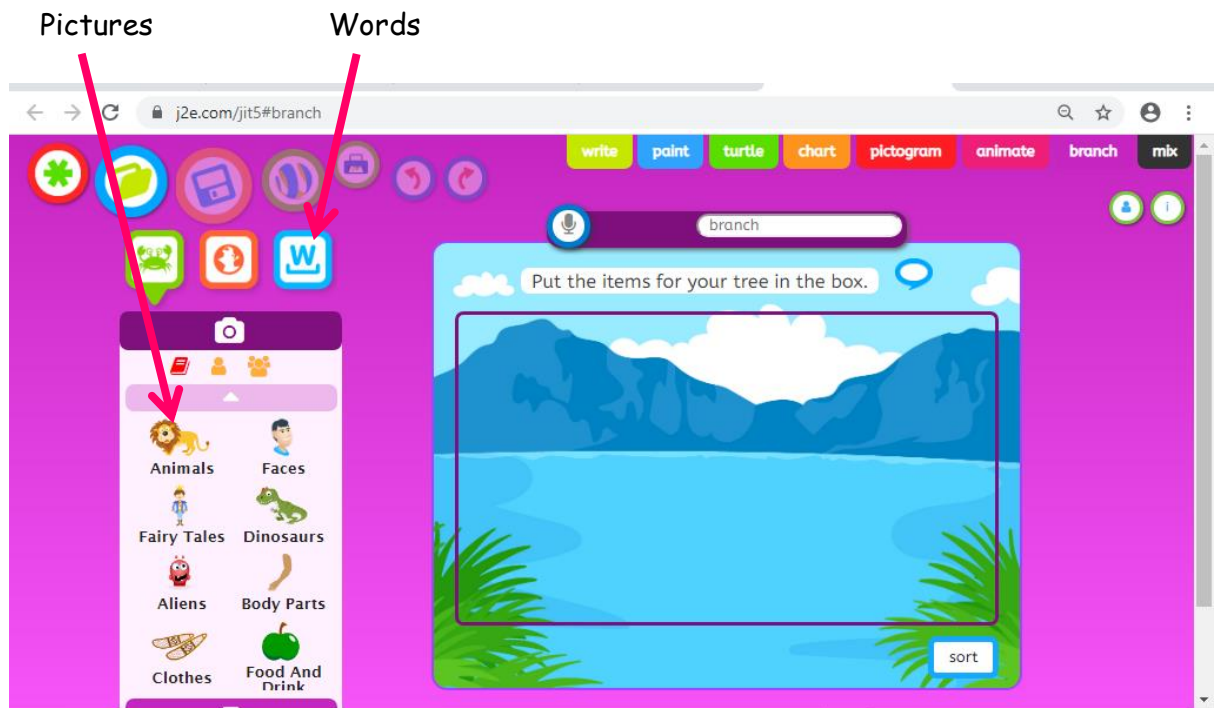 Pictures Words
j2e.com/jit5#branch
write paint turtle chart pictogram animate branch mix
W
i
branch
Put the items for your tree in the box.
Animals Faces
Fairy Tales Dinosaurs
Aliens Body Parts
Clothes Food And
Drink
sort